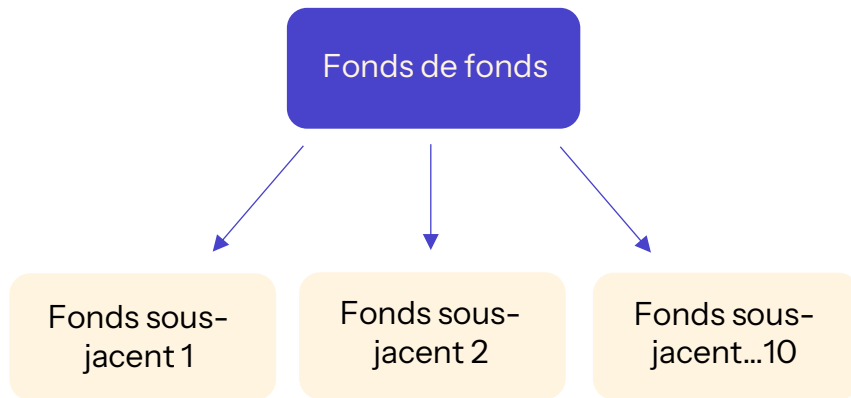 Fonds de fonds
Fonds sous-
jacent 1
Fonds sous-
jacent 2
Fonds sous-
jacent...10